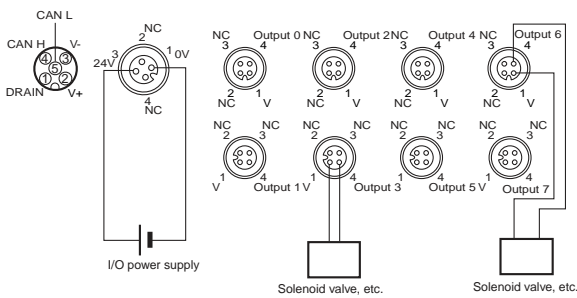 CAN L
CAN H
4
3
V-
5
1
2
DRAIN
V+
NC
2
3
24V
1
0V
4
NC
NC
3
Output 0
4
2
NC
1
V
NC
3
Output 2
4
2
NC
1
V
NC
3
Output 4
4
2
NC
1
V
NC
3
Output 6
4
2
NC
1
V
NC
2
NC
3
1
V
4
Output 1
NC
2
NC
3
1
V
4
Output 3
NC
2
NC
3
1
4
Output 5
NC
2
NC
3
1
V
4
Output 7
I/O power supply
Solenoid valve, etc.
Solenoid valve, etc.